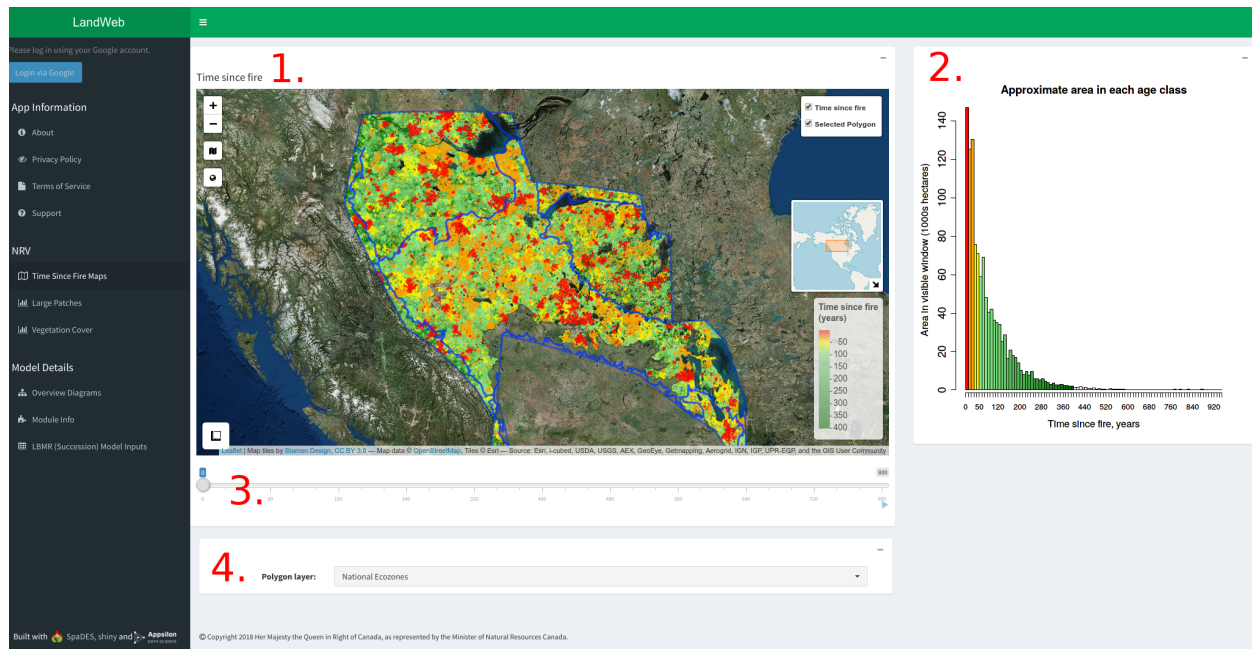 LandWeb
Please log in using your Google account.
Login via Google
App Information
About
Privacy Policy
Terms of Service
Support
NRV
Time Since Fire Maps
Large Patches
Vegetation Cover
Model Details
Overview Diagrams
Module Info
LBMR (Succession) Model Inputs
Built with SpaDES, shiny and Appsilon DATA SCIENCE
1.
Time since fire
+
−
Time since fire
Selected Polygon
Time since fire
(years)
50
100
150
200
250
300
350
400
Leaflet | Map tiles by Stamen Design, CC BY 3.0 — Map data © OpenStreetMap, Tiles © Esri — Source: Esri, i-cubed, USDA, USGS, AEX, GeoEye, Getmapping, Aerogrid, IGN, IGP, UPR-EGP, and the GIS User Community
3.
0 800
0 80 160 240 320 400 480 560 640 720 800
4.
Polygon layer: National Ecozones
© Copyright 2018 Her Majesty the Queen in Right of Canada, as represented by the Minister of Natural Resources Canada.
2.
Approximate area in each age class
Area in visible window (1000s hectares)
140
120
100
80
60
40
20
0
0 50 120 200 280 360 440 520 600 680 760 840 920
Time since fire, years